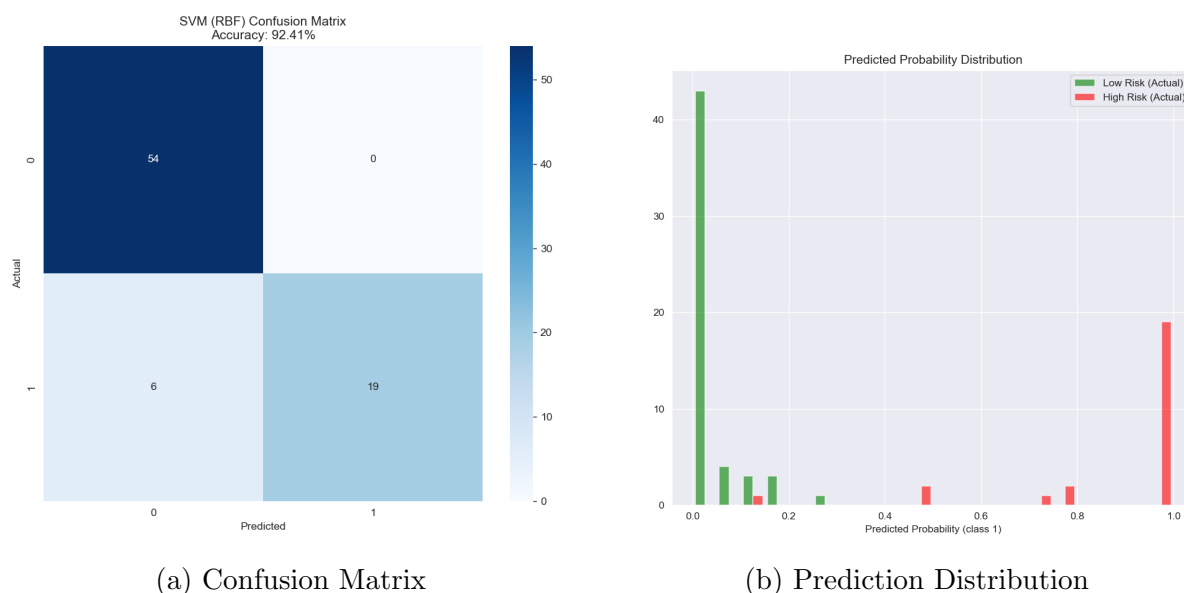 SVM (RBF) Confusion Matrix
Accuracy: 92.41%
Actual
0
1
54
0
6
19
0
1
Predicted
50
40
30
20
10
0
(a) Confusion Matrix
Predicted Probability Distribution
Low Risk (Actual)
High Risk (Actual)
40
30
20
10
0
0.0 0.2 0.4 0.6 0.8 1.0
Predicted Probability (class 1)
(b) Prediction Distribution